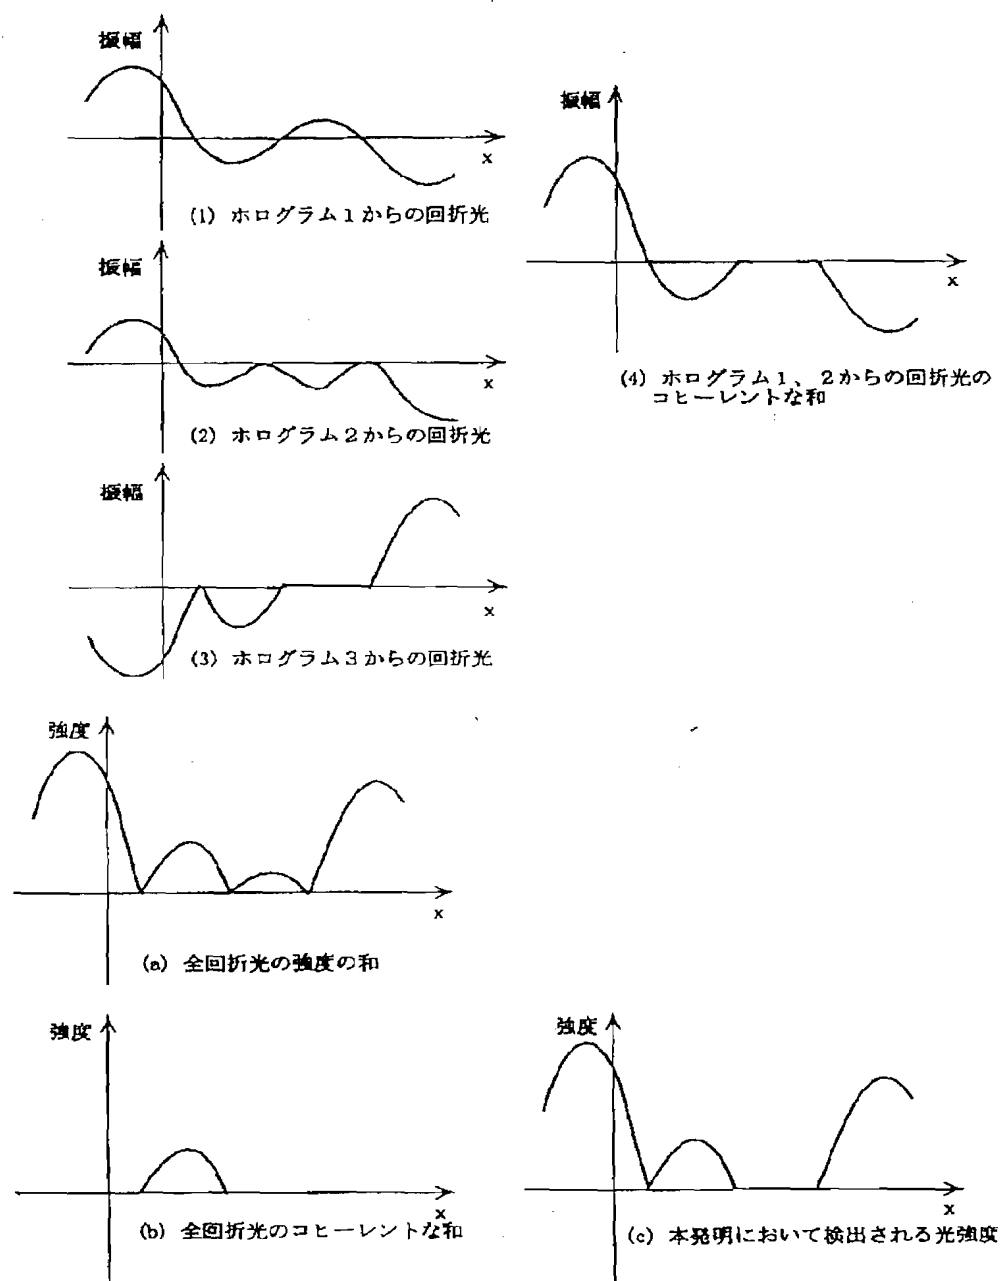 振幅
x
(1) ホログラム1からの回折光
振幅
x
(2) ホログラム2からの回折光
振幅
x
(3) ホログラム3からの回折光
振幅
x
(4) ホログラム1、2からの回折光の
コヒーレントな和
強度
x
(a) 全回折光の強度の和
強度
x
(b) 全回折光のコヒーレントな和
強度
x
(c) 本発明において検出される光強度